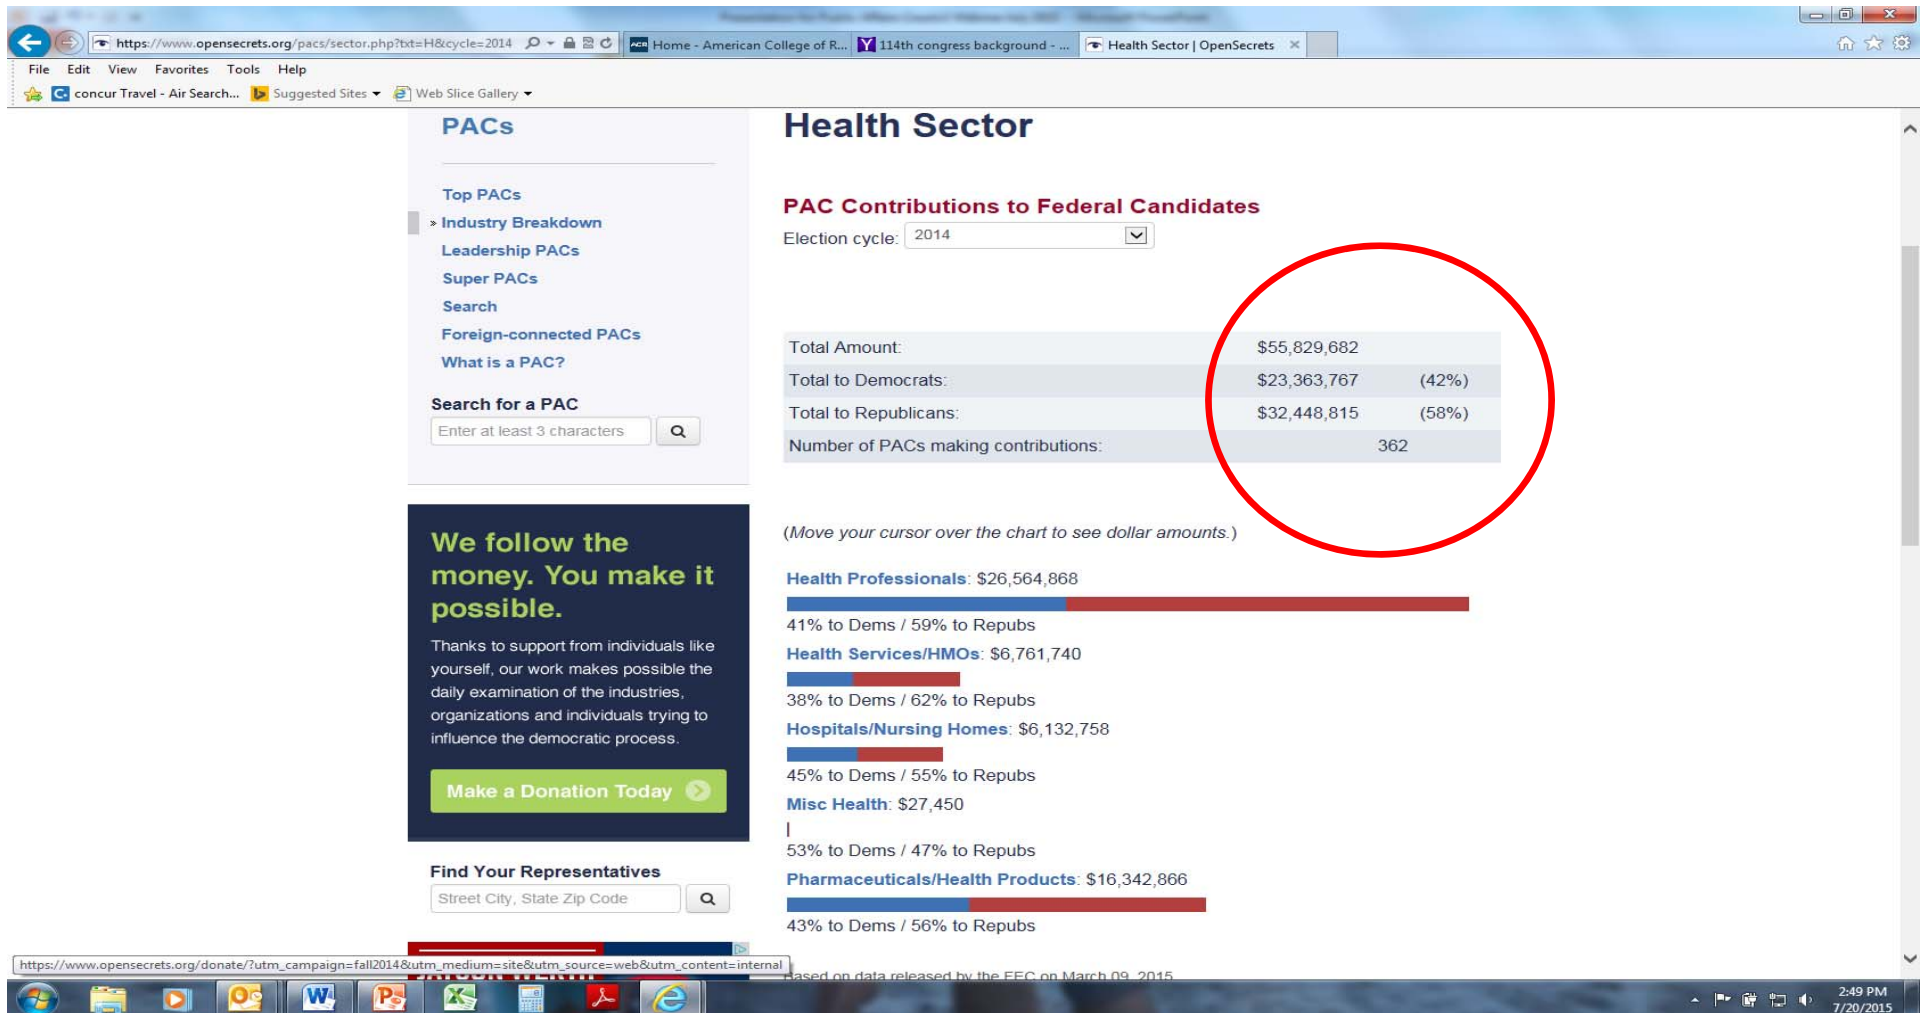 https://www.opensecrets.org/pacs/sector.php?txt=H&cycle=2014
Home - American College of R...
114th congress background - ...
Health Sector | OpenSecrets
File Edit View Favorites Tools Help
concur Travel - Air Search... Suggested Sites Web Slice Gallery
PACs
Top PACs
» Industry Breakdown
Leadership PACs
Super PACs
Search
Foreign-connected PACs
What is a PAC?
Search for a PAC
Enter at least 3 characters
We follow the
money. You make it
possible.
Thanks to support from individuals like
yourself, our work makes possible the
daily examination of the industries,
organizations and individuals trying to
influence the democratic process.
Make a Donation Today
Find Your Representatives
Street City, State Zip Code
Health Sector
PAC Contributions to Federal Candidates
Election cycle: 2014
Total Amount: $55,829,682
Total to Democrats: $23,363,767 (42%)
Total to Republicans: $32,448,815 (58%)
Number of PACs making contributions: 362
(Move your cursor over the chart to see dollar amounts.)
Health Professionals: $26,564,868
41% to Dems / 59% to Repubs
Health Services/HMOs: $6,761,740
38% to Dems / 62% to Repubs
Hospitals/Nursing Homes: $6,132,758
45% to Dems / 55% to Repubs
Misc Health: $27,450
53% to Dems / 47% to Repubs
Pharmaceuticals/Health Products: $16,342,866
43% to Dems / 56% to Repubs
Based on data released by the FEC on March 09, 2015
https://www.opensecrets.org/donate/?utm_campaign=fall2014&utm_medium=site&utm_source=web&utm_content=internal
2:49 PM
7/20/2015